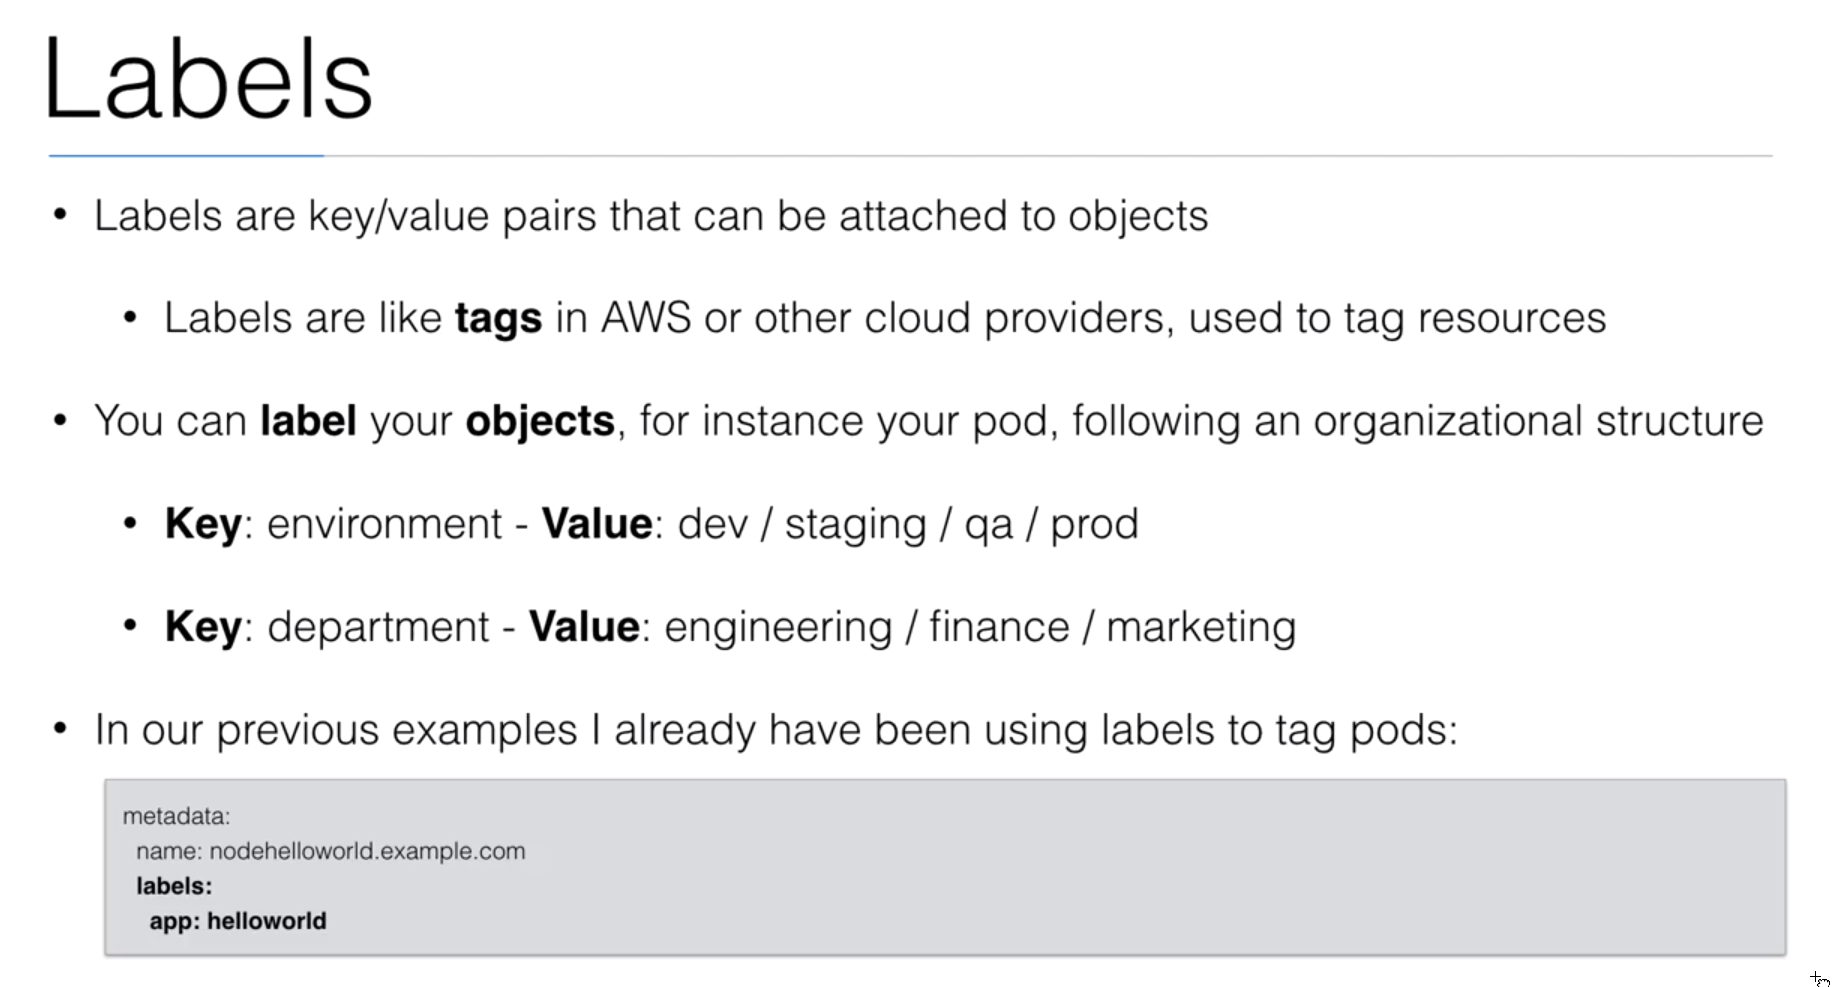 Labels
• Labels are key/value pairs that can be attached to objects
• Labels are like tags in AWS or other cloud providers, used to tag resources
• You can label your objects, for instance your pod, following an organizational structure
• Key: environment - Value: dev / staging / qa / prod
• Key: department - Value: engineering / finance / marketing
• In our previous examples I already have been using labels to tag pods:
metadata:
  name: nodehelloworld.example.com
  labels:
    app: helloworld